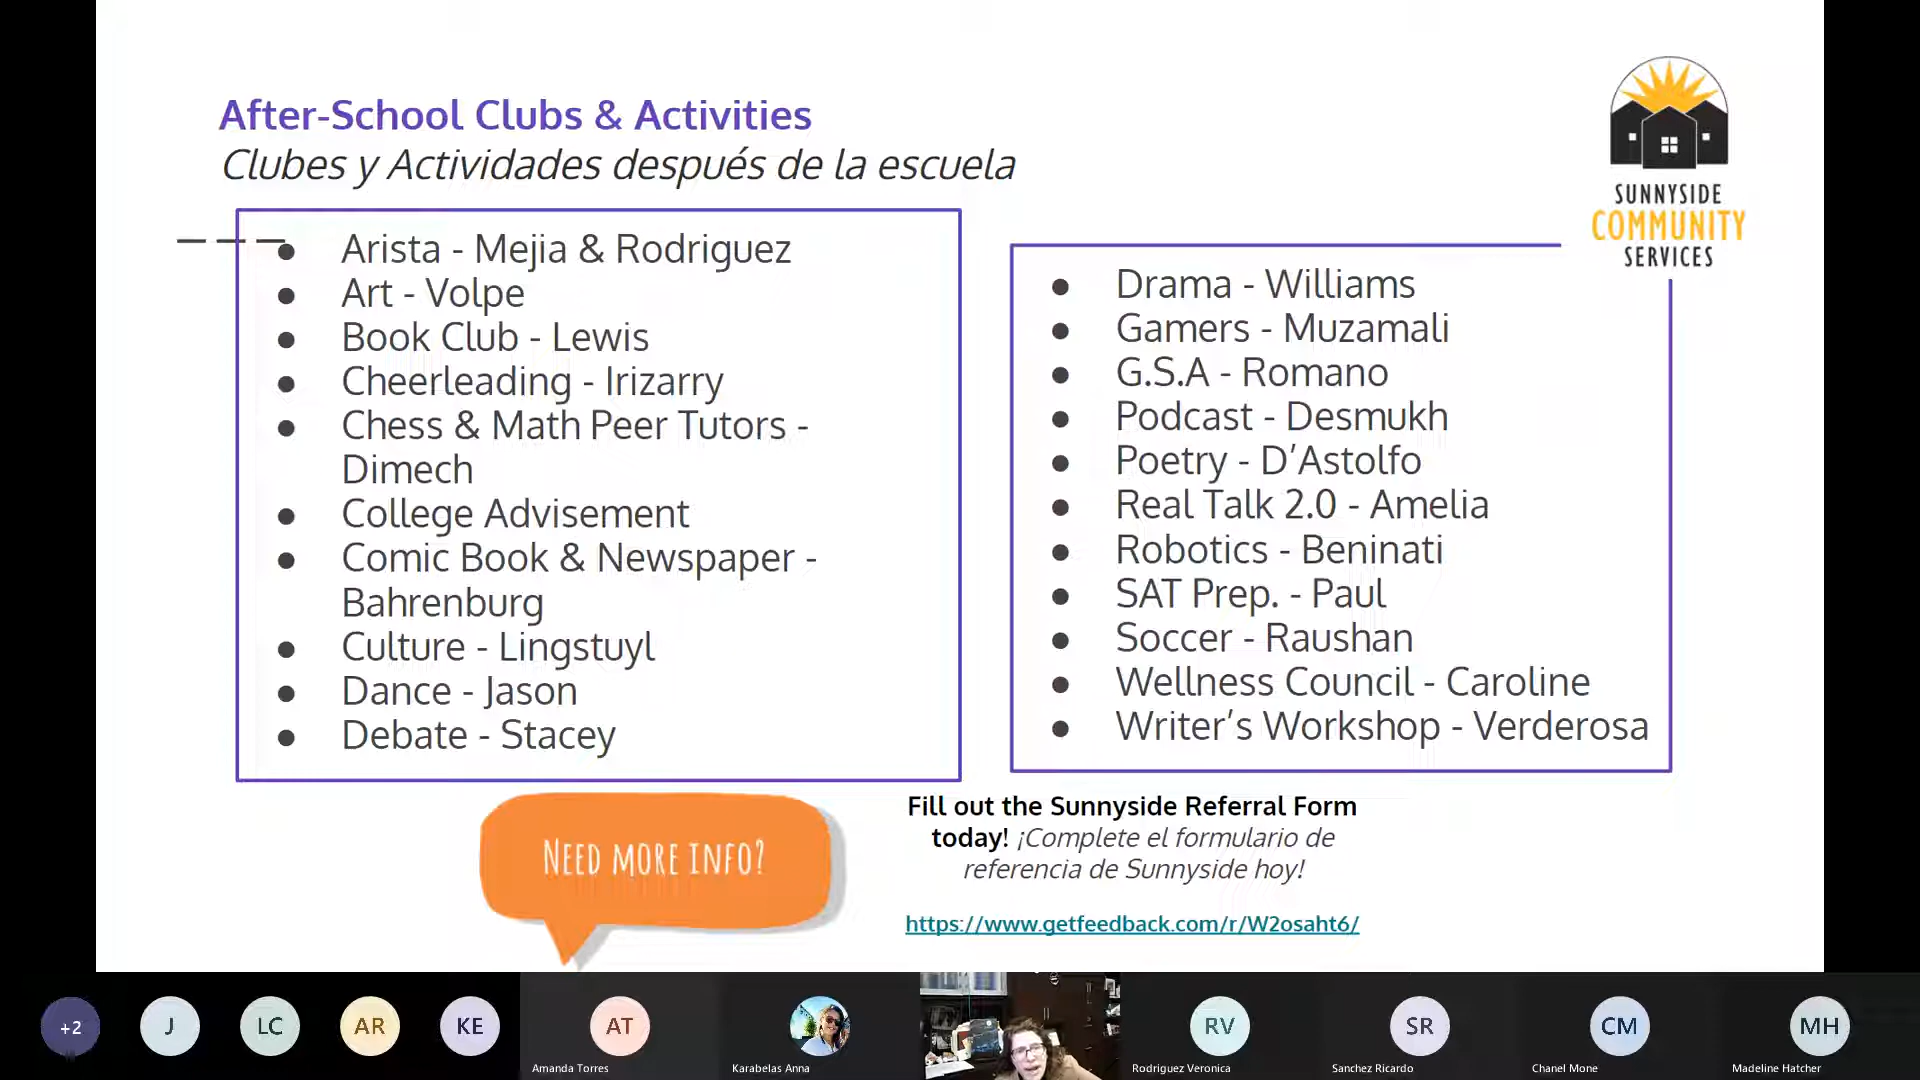 After-School Clubs & Activities
Clubes y Actividades después de la escuela
SUNNYSIDE
COMMUNITY
SERVICES
● Arista - Mejia & Rodriguez
● Art - Volpe
● Book Club - Lewis
● Cheerleading - Irizarry
● Chess & Math Peer Tutors -
Dimech
● College Advisement
● Comic Book & Newspaper -
Bahrenburg
● Culture - Lingstuyl
● Dance - Jason
● Debate - Stacey
● Drama - Williams
● Gamers - Muzamali
● G.S.A - Romano
● Podcast - Desmukh
● Poetry - D’Astolfo
● Real Talk 2.0 - Amelia
● Robotics - Beninati
● SAT Prep. - Paul
● Soccer - Raushan
● Wellness Council - Caroline
● Writer’s Workshop - Verderosa
NEED MORE INFO?
Fill out the Sunnyside Referral Form
today! ¡Complete el formulario de
referencia de Sunnyside hoy!
https://www.getfeedback.com/r/W2osaht6/
+2 J LC AR KE AT RV SR CM MH
Amanda Torres Karabelas Anna Rodriguez Veronica Sanchez Ricardo Chanel Mone Madeline Hatcher